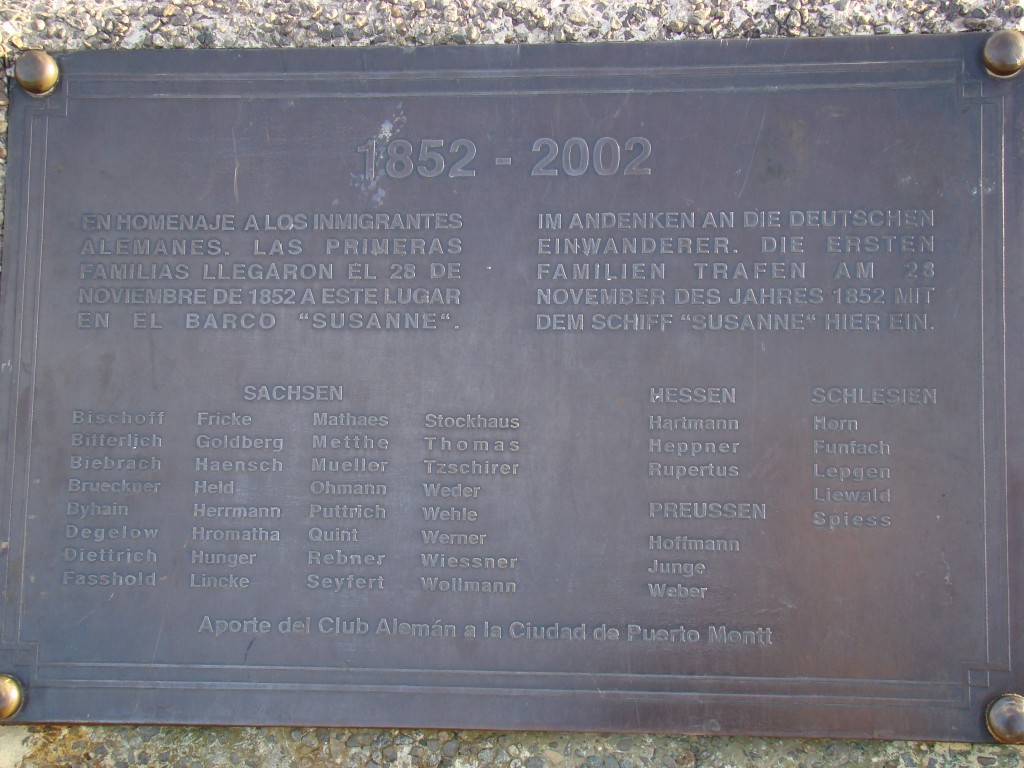 1852 - 2002
EN HOMENAJE A LOS INMIGRANTES
ALEMANES. LAS PRIMERAS
FAMILIAS LLEGARON EL 28 DE
NOVIEMBRE DE 1852 A ESTE LUGAR
EN EL BARCO "SUSANNE".
IM ANDENKEN AN DIE DEUTSCHEN
EINWANDERER. DIE ERSTEN
FAMILIEN TRAFEN AM 28
NOVEMBER DES JAHRES 1852 MIT
DEM SCHIFF "SUSANNE" HIER EIN.
SACHSEN
Bischoff
Bitterlich
Biebrach
Brueckner
Byhain
Degelow
Diettrich
Fasshold
Fricke
Goldberg
Haensch
Held
Herrmann
Hromatha
Hunger
Lincke
Mathaes
Metthe
Mueller
Ohmann
Puttrich
Quint
Rebner
Seyfert
Stockhaus
Thomas
Tzschirer
Weder
Wehle
Werner
Wiessner
Wollmann
HESSEN
Hartmann
Heppner
Rupertus
PREUSSEN
Hoffmann
Junge
Weber
SCHLESIEN
Horn
Funfach
Lepgen
Liewald
Spiess
Aporte del Club Alemán a la Ciudad de Puerto Montt